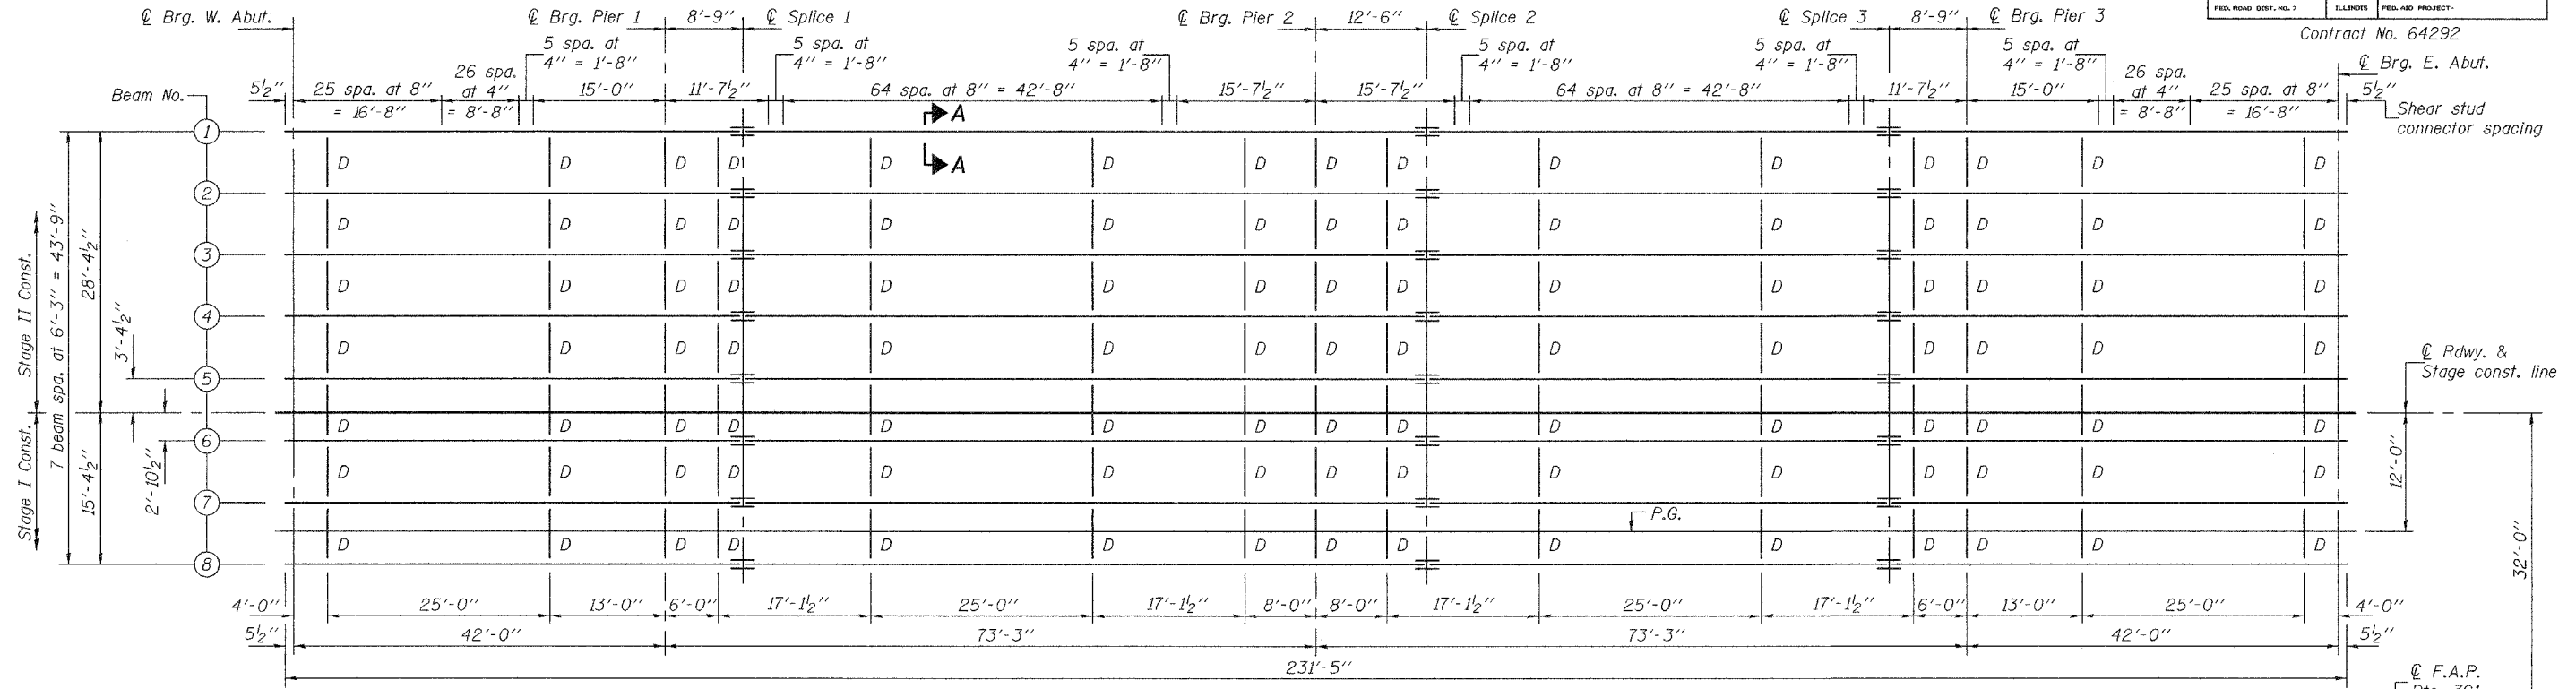 FED. ROAD DIST. NO. 7 ILLINOIS FED. AID PROJECT-
Contract No. 64292
℄ Brg. W. Abut. ℄ Brg. Pier 1 8'-9" ℄ Splice 1 ℄ Brg. Pier 2 12'-6" ℄ Splice 2 ℄ Splice 3 8'-9" ℄ Brg. Pier 3
5 spa. at 5 spa. at 5 spa. at 5 spa. at 5 spa. at 5 spa. at
4" = 1'-8" 4" = 1'-8" 4" = 1'-8" 4" = 1'-8" 4" = 1'-8" 4" = 1'-8"
℄ Brg. E. Abut.
26 spa. 26 spa.
Beam No. 5½" 25 spa. at 8" at 4" 15'-0" 11'-7½" 64 spa. at 8" = 42'-8" 15'-7½" 15'-7½" 64 spa. at 8" = 42'-8" 11'-7½" 15'-0" at 4" 25 spa. at 8" 5½"
= 16'-8" = 8'-8" = 8'-8" = 16'-8"
Shear stud
connector spacing
A
A
1
D D D D D D D D D D D D D D D
2
D D D D D D D D D D D D D D D
3
D D D D D D D D D D D D D D D
4
D D D D D D D D D D D D D D D
5
℄ Rdwy. &
Stage const. line
D D D D D D D D D D D D D D D
6
D D D D D D D D D D D D D D D
7
P.G.
D D D D D D D D D D D D D D D
8
Stage II Const.
Stage I Const.
7 beam spa. at 6'-3" = 43'-9"
28'-4½"
15'-4½"
3'-4½"
2'-10½"
12'-0"
32'-0"
4'-0" 25'-0" 13'-0" 6'-0" 17'-1½" 25'-0" 17'-1½" 8'-0" 8'-0" 17'-1½" 25'-0" 17'-1½" 6'-0" 13'-0" 25'-0" 4'-0"
5½" 42'-0" 73'-3" 73'-3" 42'-0" 5½"
231'-5"
℄ F.A.P.